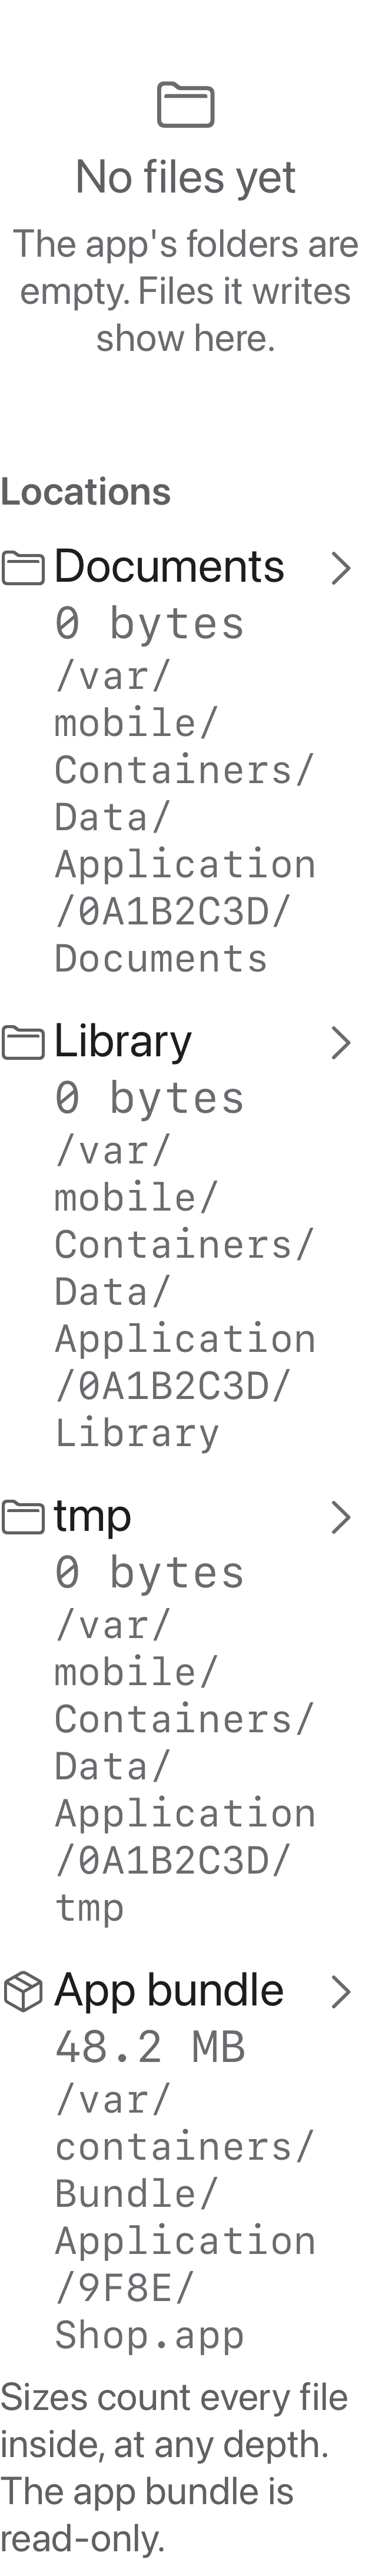 No files yet
The app's folders are
empty. Files it writes
show here.
Locations
Documents
0 bytes
/var/
mobile/
Containers/
Data/
Application
/0A1B2C3D/
Documents
Library
0 bytes
/var/
mobile/
Containers/
Data/
Application
/0A1B2C3D/
Library
tmp
0 bytes
/var/
mobile/
Containers/
Data/
Application
/0A1B2C3D/
tmp
App bundle
48.2 MB
/var/
containers/
Bundle/
Application
/9F8E/
Shop.app
Sizes count every file
inside, at any depth.
The app bundle is
read-only.